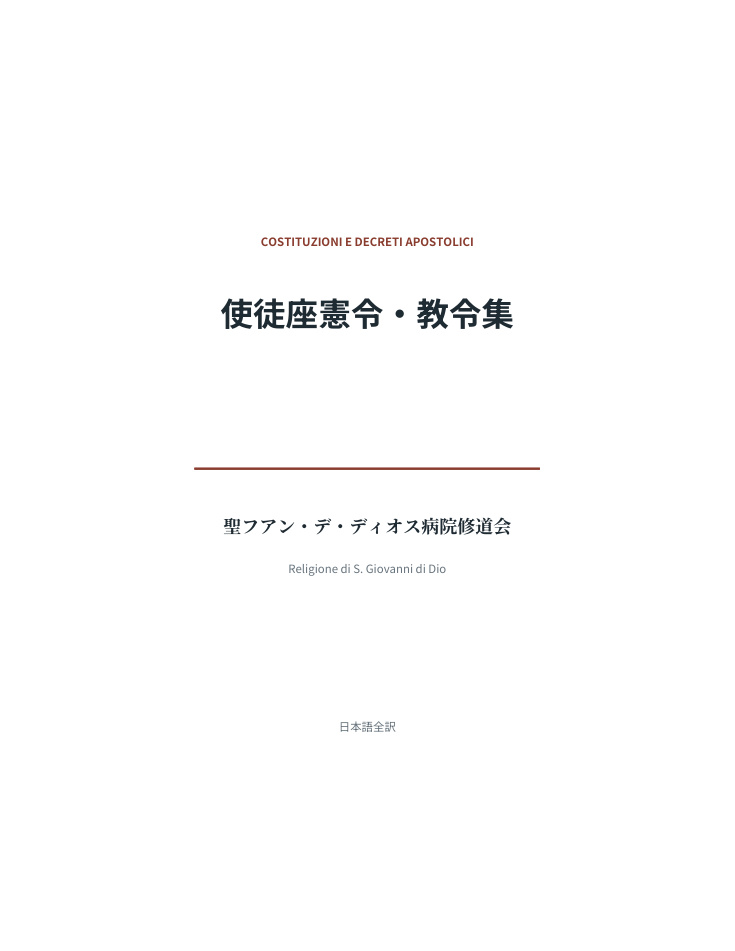 COSTITUZIONI E DECRETI APOSTOLICI
使徒座憲令・教令集
聖フアン・デ・ディオス病院修道会
Religione di S. Giovanni di Dio
日本語全訳